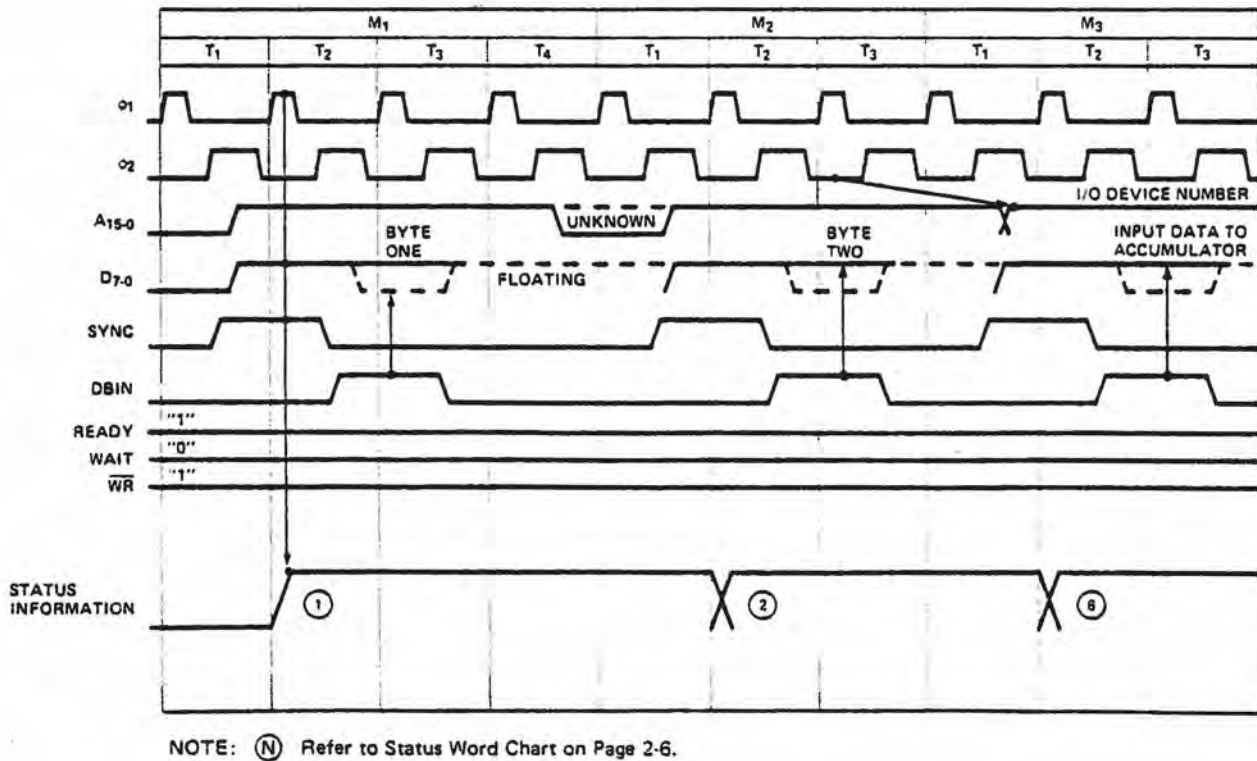 M1 M2 M3
T1 T2 T3 T4 T1 T2 T3 T1 T2 T3
φ1
φ2
I/O DEVICE NUMBER
A15-0
UNKNOWN
BYTE ONE
BYTE TWO
INPUT DATA TO ACCUMULATOR
D7-0
FLOATING
SYNC
DBIN
"1"
READY
"0"
WAIT
"1"
WR
STATUS INFORMATION
1 2 6
NOTE: N Refer to Status Word Chart on Page 2-6.